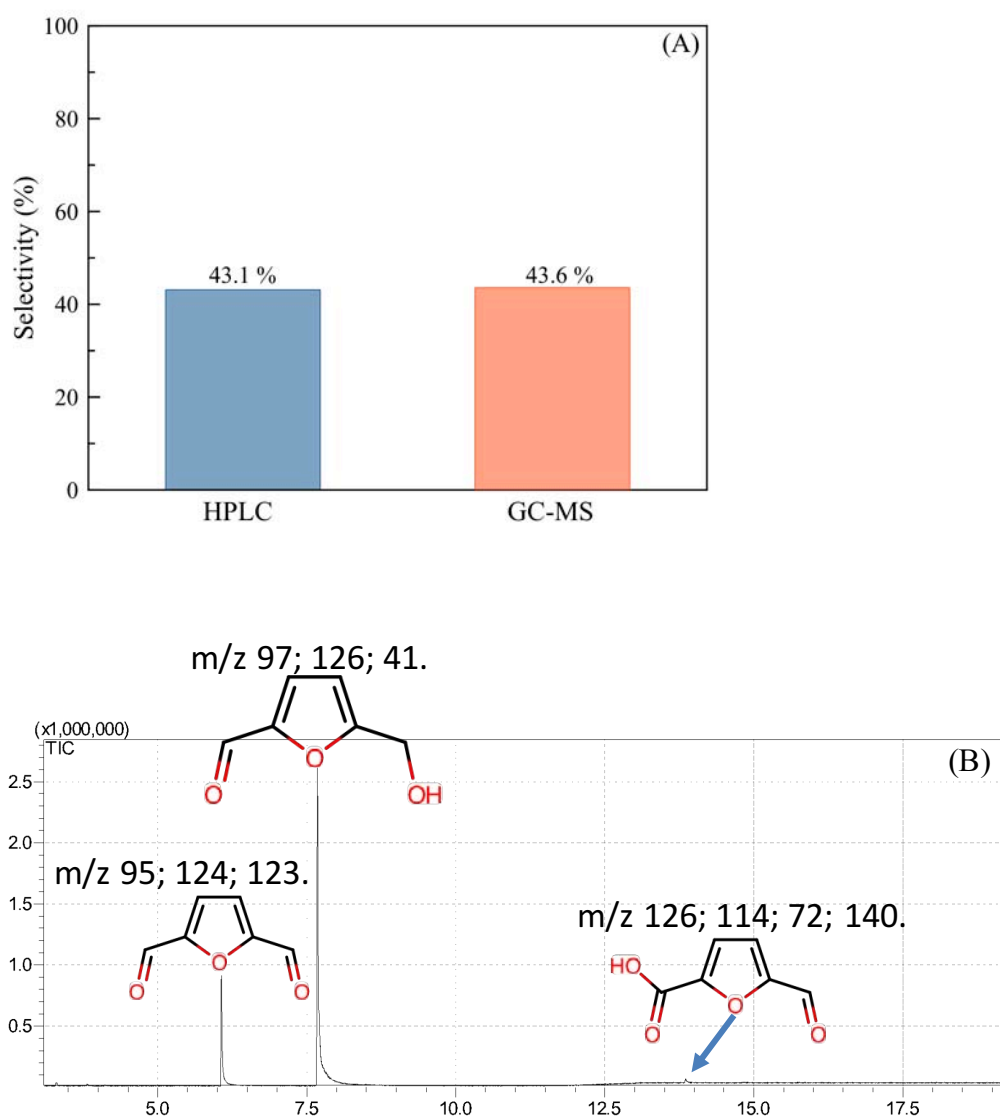 100
(A)
80
60
43.1 %
43.6 %
40
20
0
Selectivity (%)
HPLC
GC-MS
m/z 97; 126; 41.
(x1,000,000)
TIC
(B)
2.5
O
O
OH
2.0
m/z 95; 124; 123.
1.5
m/z 126; 114; 72; 140.
1.0
O
O
O
HO
O
O
O
0.5
5.0
7.5
10.0
12.5
15.0
17.5